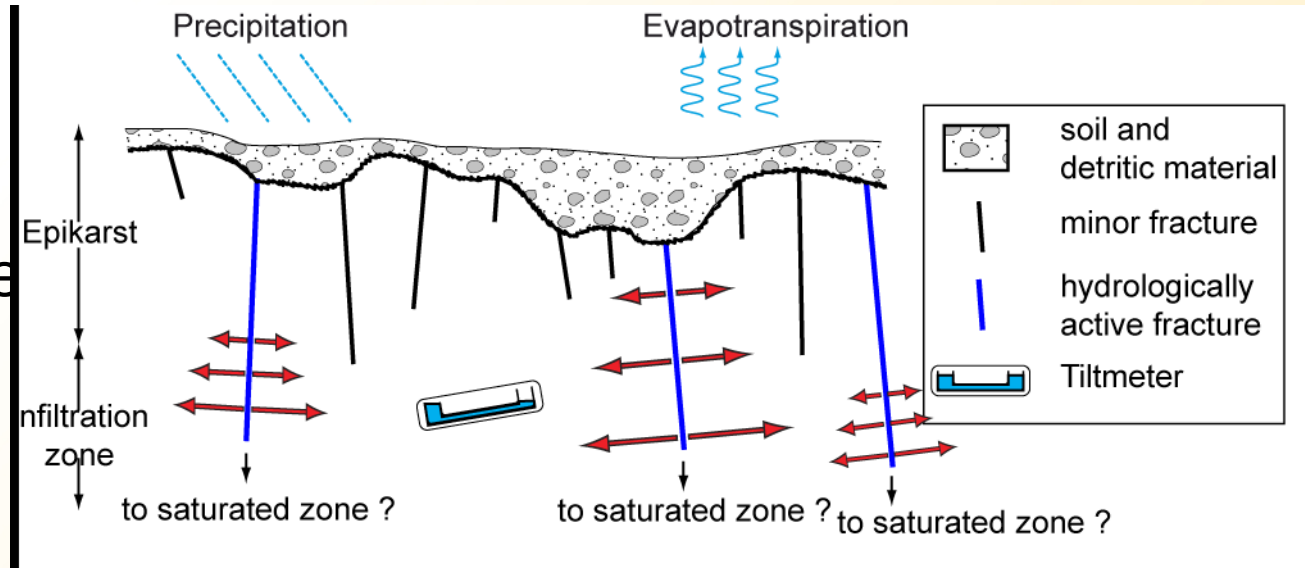 Precipitation
Evapotranspiration
soil and
detritic material
minor fracture
Epikarst
e
hydrologically
active fracture
Tiltmeter
nfiltration
zone
to saturated zone ?
to saturated zone ?
to saturated zone ?